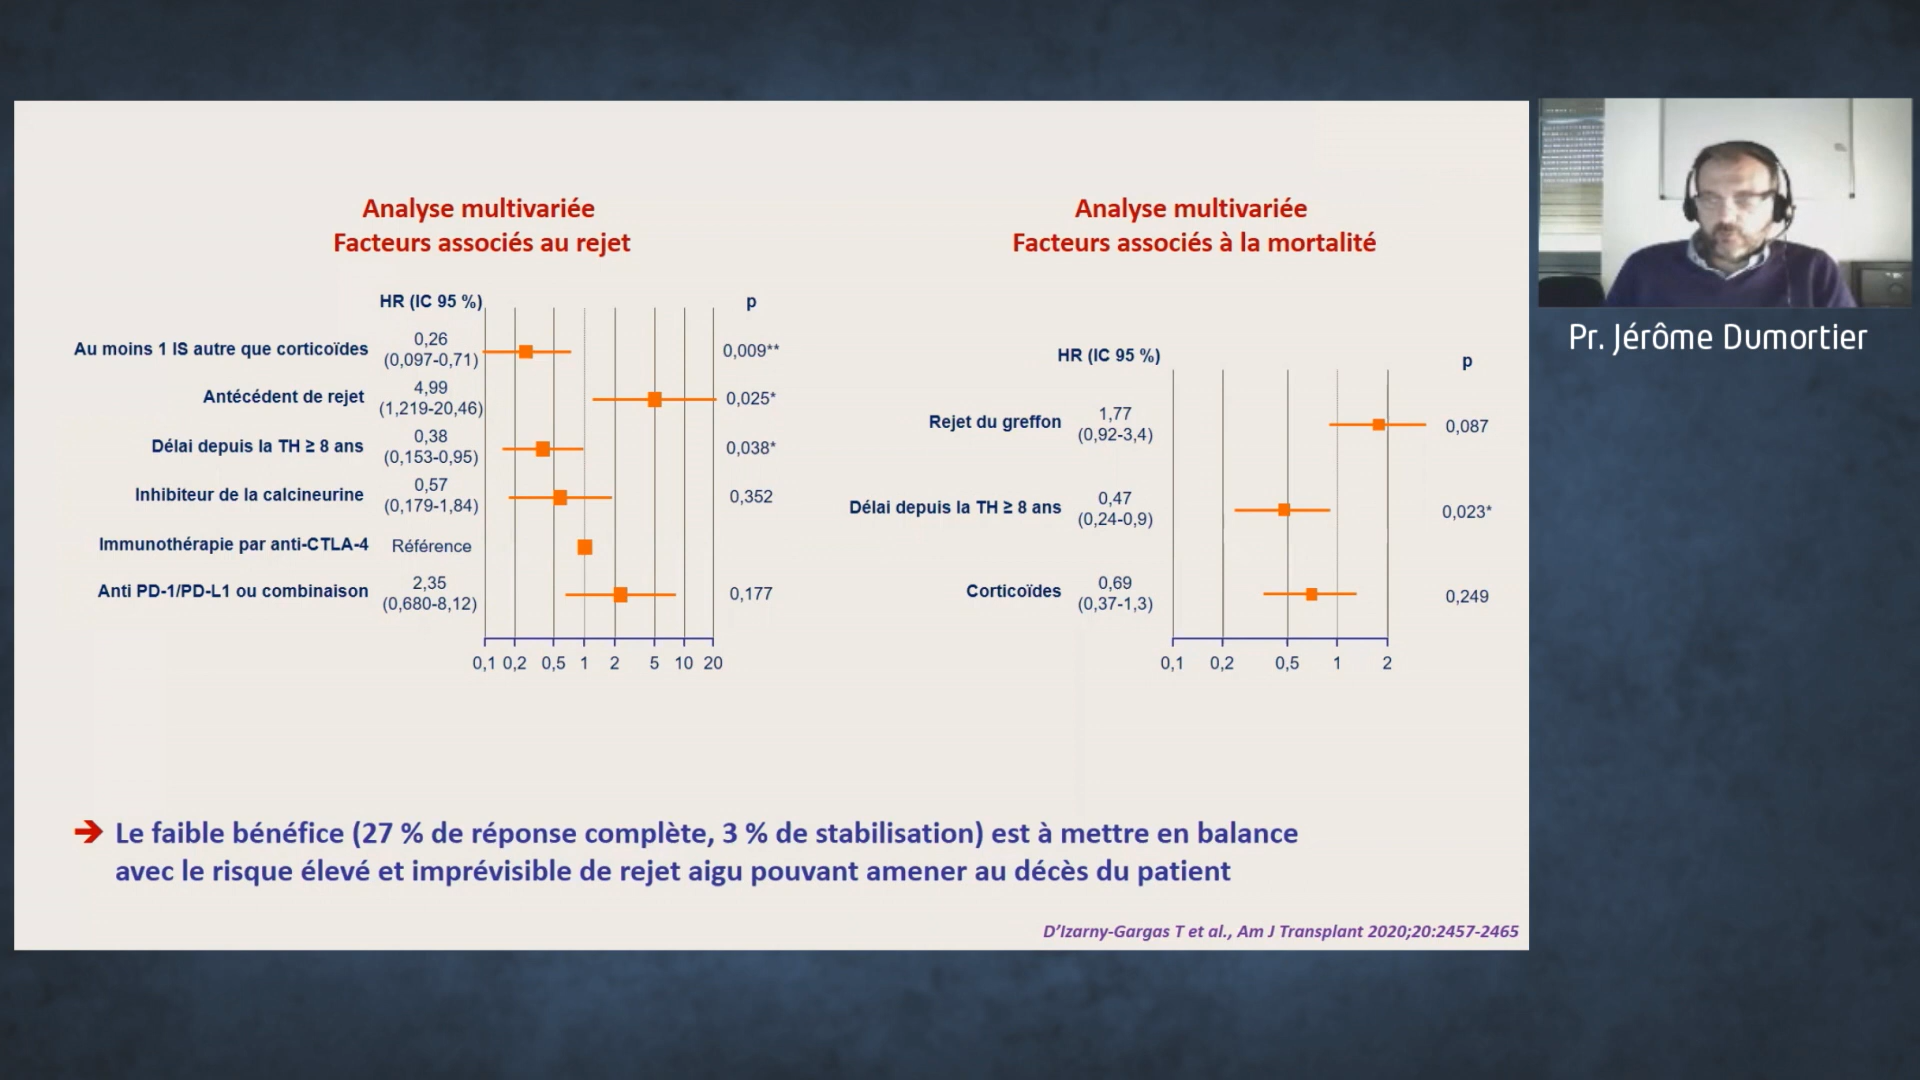 Analyse multivariée
Facteurs associés au rejet
HR (IC 95 %)
p
Au moins 1 IS autre que corticoïdes
0,26
(0,097-0,71)
0,009**
Antécédent de rejet
4,99
(1,219-20,46)
0,025*
Délai depuis la TH ≥ 8 ans
0,38
(0,153-0,95)
0,038*
Inhibiteur de la calcineurine
0,57
(0,179-1,84)
0,352
Immunothérapie par anti-CTLA-4
Référence
Anti PD-1/PD-L1 ou combinaison
2,35
(0,680-8,12)
0,177
0,1 0,2 0,5 1 2 5 10 20
Analyse multivariée
Facteurs associés à la mortalité
HR (IC 95 %)
p
Rejet du greffon
1,77
(0,92-3,4)
0,087
Délai depuis la TH ≥ 8 ans
0,47
(0,24-0,9)
0,023*
Corticoïdes
0,69
(0,37-1,3)
0,249
0,1 0,2 0,5 1 2
➔ Le faible bénéfice (27 % de réponse complète, 3 % de stabilisation) est à mettre en balance
avec le risque élevé et imprévisible de rejet aigu pouvant amener au décès du patient
D'Izarny-Gargas T et al., Am J Transplant 2020;20:2457-2465
Pr. Jérôme Dumortier